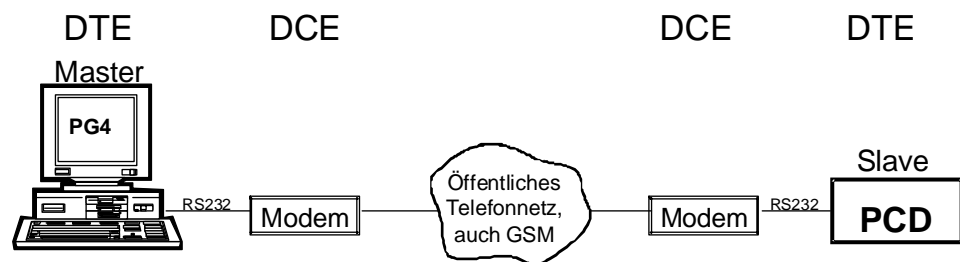 DTE DCE DCE DTE
Master
PG4
Slave
RS232 Modem
Öffentliches
Telefonnetz,
auch GSM
Modem RS232 PCD